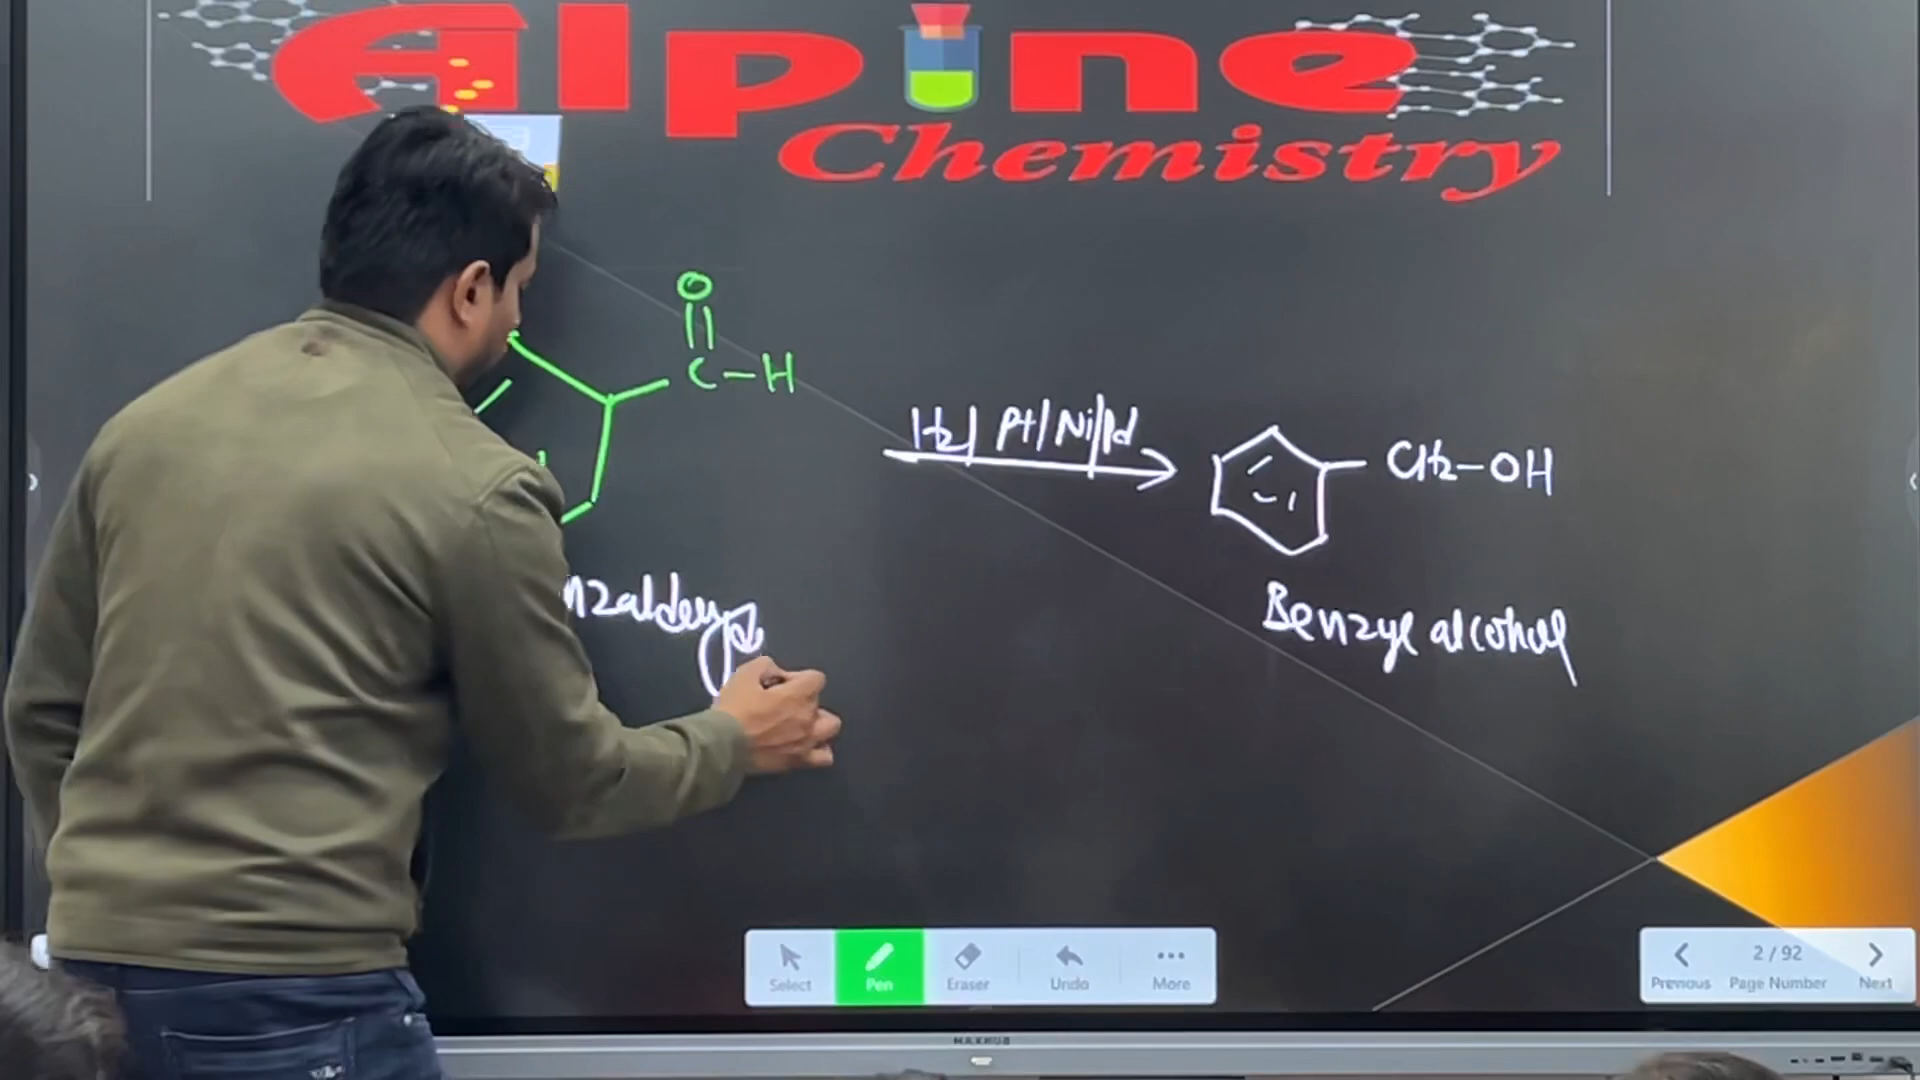 Alpine
Chemistry
O
C-H
H2| Pt|Ni|Pd
CH2-OH
Benzyl alcohol
Select
Pen
Eraser
Undo
More
2 / 92
Previous
Page Number
Next
MAXHUB